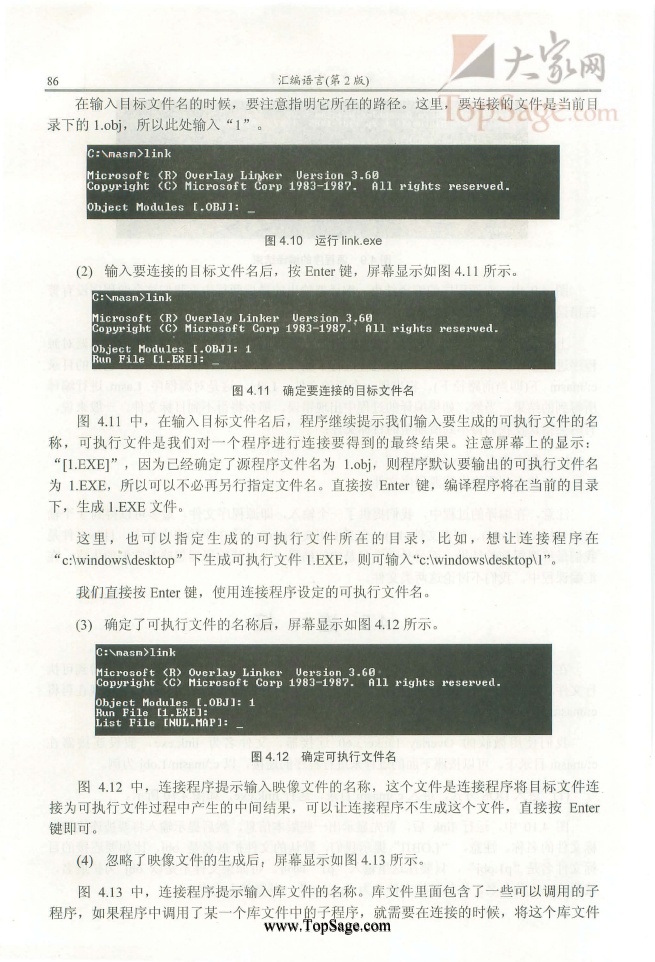 大家网
TopSage.com
86
汇编语言(第 2 版)
在输入目标文件名的时候，要注意指明它所在的路径。这里，要连接的文件是当前目
录下的 1.obj，所以此处输入“1”。
C:\masm>link
Microsoft (R) Overlay Linker Version 3.60
Copyright (C) Microsoft Corp 1983-1987. All rights reserved.
Object Modules [.OBJ]: _
图 4.10 运行 link.exe
(2) 输入要连接的目标文件名后，按 Enter 键，屏幕显示如图 4.11 所示。
C:\masm>link
Microsoft (R) Overlay Linker Version 3.60
Copyright (C) Microsoft Corp 1983-1987. All rights reserved.
Object Modules [.OBJ]: 1
Run File [1.EXE]: _
图 4.11 确定要连接的目标文件名
图 4.11 中，在输入目标文件名后，程序继续提示我们输入要生成的可执行文件的名
称，可执行文件是我们对一个程序进行连接要得到的最终结果。注意屏幕上的显示：
“[1.EXE]”，因为已经确定了源程序文件名为 1.obj，则程序默认要输出的可执行文件名
为 1.EXE，所以可以不必再另行指定文件名。直接按 Enter 键，编译程序将在当前的目录
下，生成 1.EXE 文件。
这里，也可以指定生成的可执行文件所在的目录，比如，想让连接程序在
“c:\windows\desktop”下生成可执行文件 1.EXE，则可输入“c:\windows\desktop\1”。
我们直接按 Enter 键，使用连接程序设定的可执行文件名。
(3) 确定了可执行文件的名称后，屏幕显示如图 4.12 所示。
C:\masm>link
Microsoft (R) Overlay Linker Version 3.60
Copyright (C) Microsoft Corp 1983-1987. All rights reserved.
Object Modules [.OBJ]: 1
Run File [1.EXE]:
List File [NUL.MAP]: _
图 4.12 确定可执行文件名
图 4.12 中，连接程序提示输入映像文件的名称，这个文件是连接程序将目标文件连
接为可执行文件过程中产生的中间结果，可以让连接程序不生成这个文件，直接按 Enter
键即可。
(4) 忽略了映像文件的生成后，屏幕显示如图 4.13 所示。
图 4.13 中，连接程序提示输入库文件的名称。库文件里面包含了一些可以调用的子
程序，如果程序中调用了某一个库文件中的子程序，就需要在连接的时候，将这个库文件
www.TopSage.com